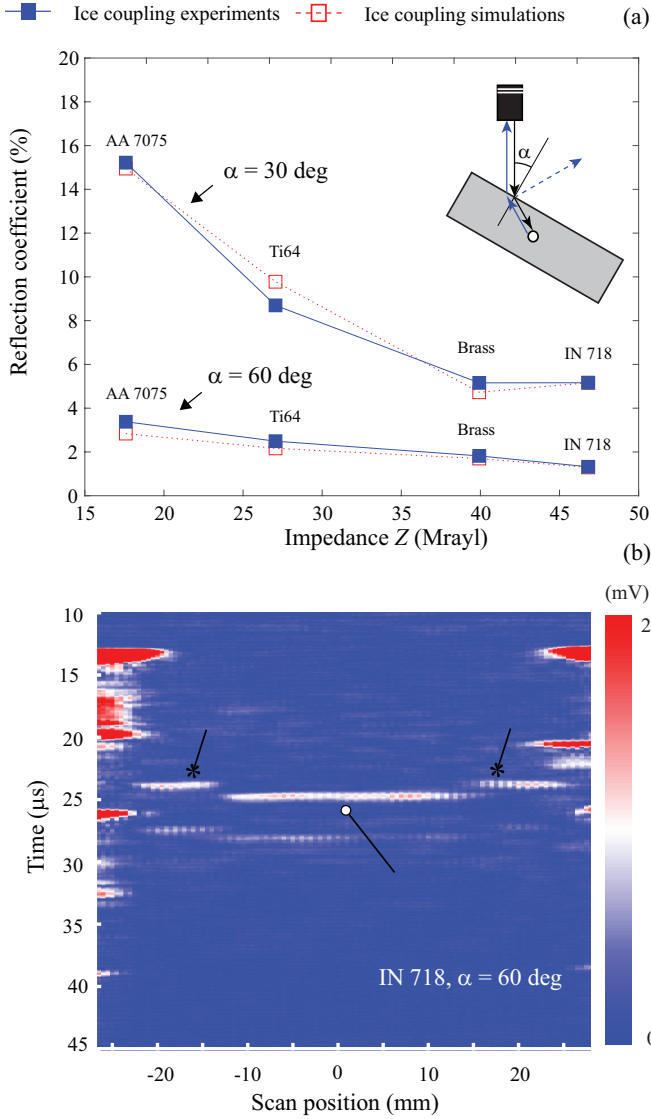 Ice coupling experiments Ice coupling simulations (a)
20
18
16
14
12
10
8
6
4
2
0
Reflection coefficient (%)
AA 7075
α = 30 deg
Ti64
Brass
IN 718
α
AA 7075
α = 60 deg
Ti64
Brass
IN 718
15 20 25 30 35 40 45 50
Impedance Z (Mrayl)
(b)
(mV)
10
15
20
25
30
35
40
45
Time (μs)
* *
IN 718, α = 60 deg
2
0
-20 -10 0 10 20
Scan position (mm)